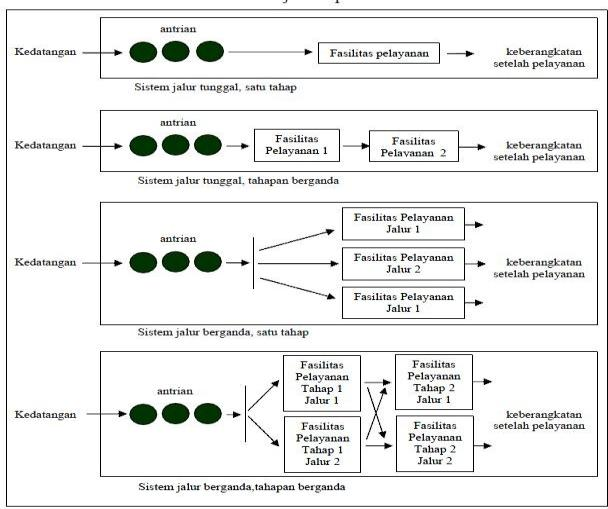 antrian
Kedatangan
Fasilitas pelayanan
keberangkatan
setelah pelayanan
Sistem jalur tunggal, satu tahap
antrian
Kedatangan
Fasilitas
Pelayanan 1
Fasilitas
Pelayanan 2
keberangkatan
setelah pelayanan
Sistem jalur tunggal, tahapan berganda
antrian
Kedatangan
Fasilitas Pelayanan
Jalur 1
Fasilitas Pelayanan
Jalur 2
Fasilitas Pelayanan
Jalur 1
keberangkatan
setelah pelayanan
Sistem jalur berganda, satu tahap
antrian
Kedatangan
Fasilitas
Pelayanan
Tahap 1
Jalur 1
Fasilitas
Pelayanan
Tahap 2
Jalur 1
Fasilitas
Pelayanan
Tahap 1
Jalur 2
Fasilitas
Pelayanan
Tahap 2
Jalur 2
keberangkatan
setelah pelayanan
Sistem jalur berganda,tahapan berganda